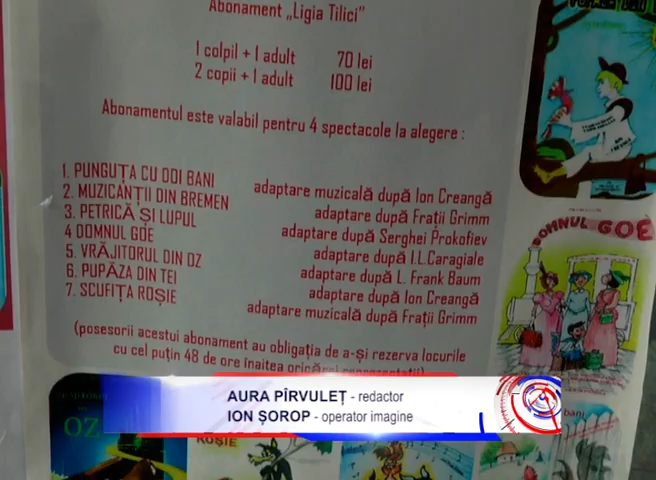 Abonament „Ligia Tilici”
1 colpil + 1 adult 70 lei
2 copii + 1 adult 100 lei
Abonamentul este valabil pentru 4 spectacole la alegere :
1. PUNGUȚA CU DOI BANI adaptare muzicală după Ion Creangă
2. MUZICANȚII DIN BREMEN adaptare după Frații Grimm
3. PETRICĂ ȘI LUPUL adaptare după Serghei Prokofiev
4 DOMNUL GOE adaptare după I.L.Caragiale
5. VRĂJITORUL DIN OZ adaptare după L. Frank Baum
6. PUPĂZA DIN TEI adaptare după Ion Creangă
7. SCUFIȚA ROȘIE adaptare muzicală după Frații Grimm
(posesorii acestui abonament au obligația de a-și rezerva locurile
cu cel puțin 48 de ore înaitea oricărei reprezentații)
DOMNUL GOE
AURA PÎRVULEȚ - redactor
ION ȘOROP - operator imagine
OZ
ROȘIE
bani